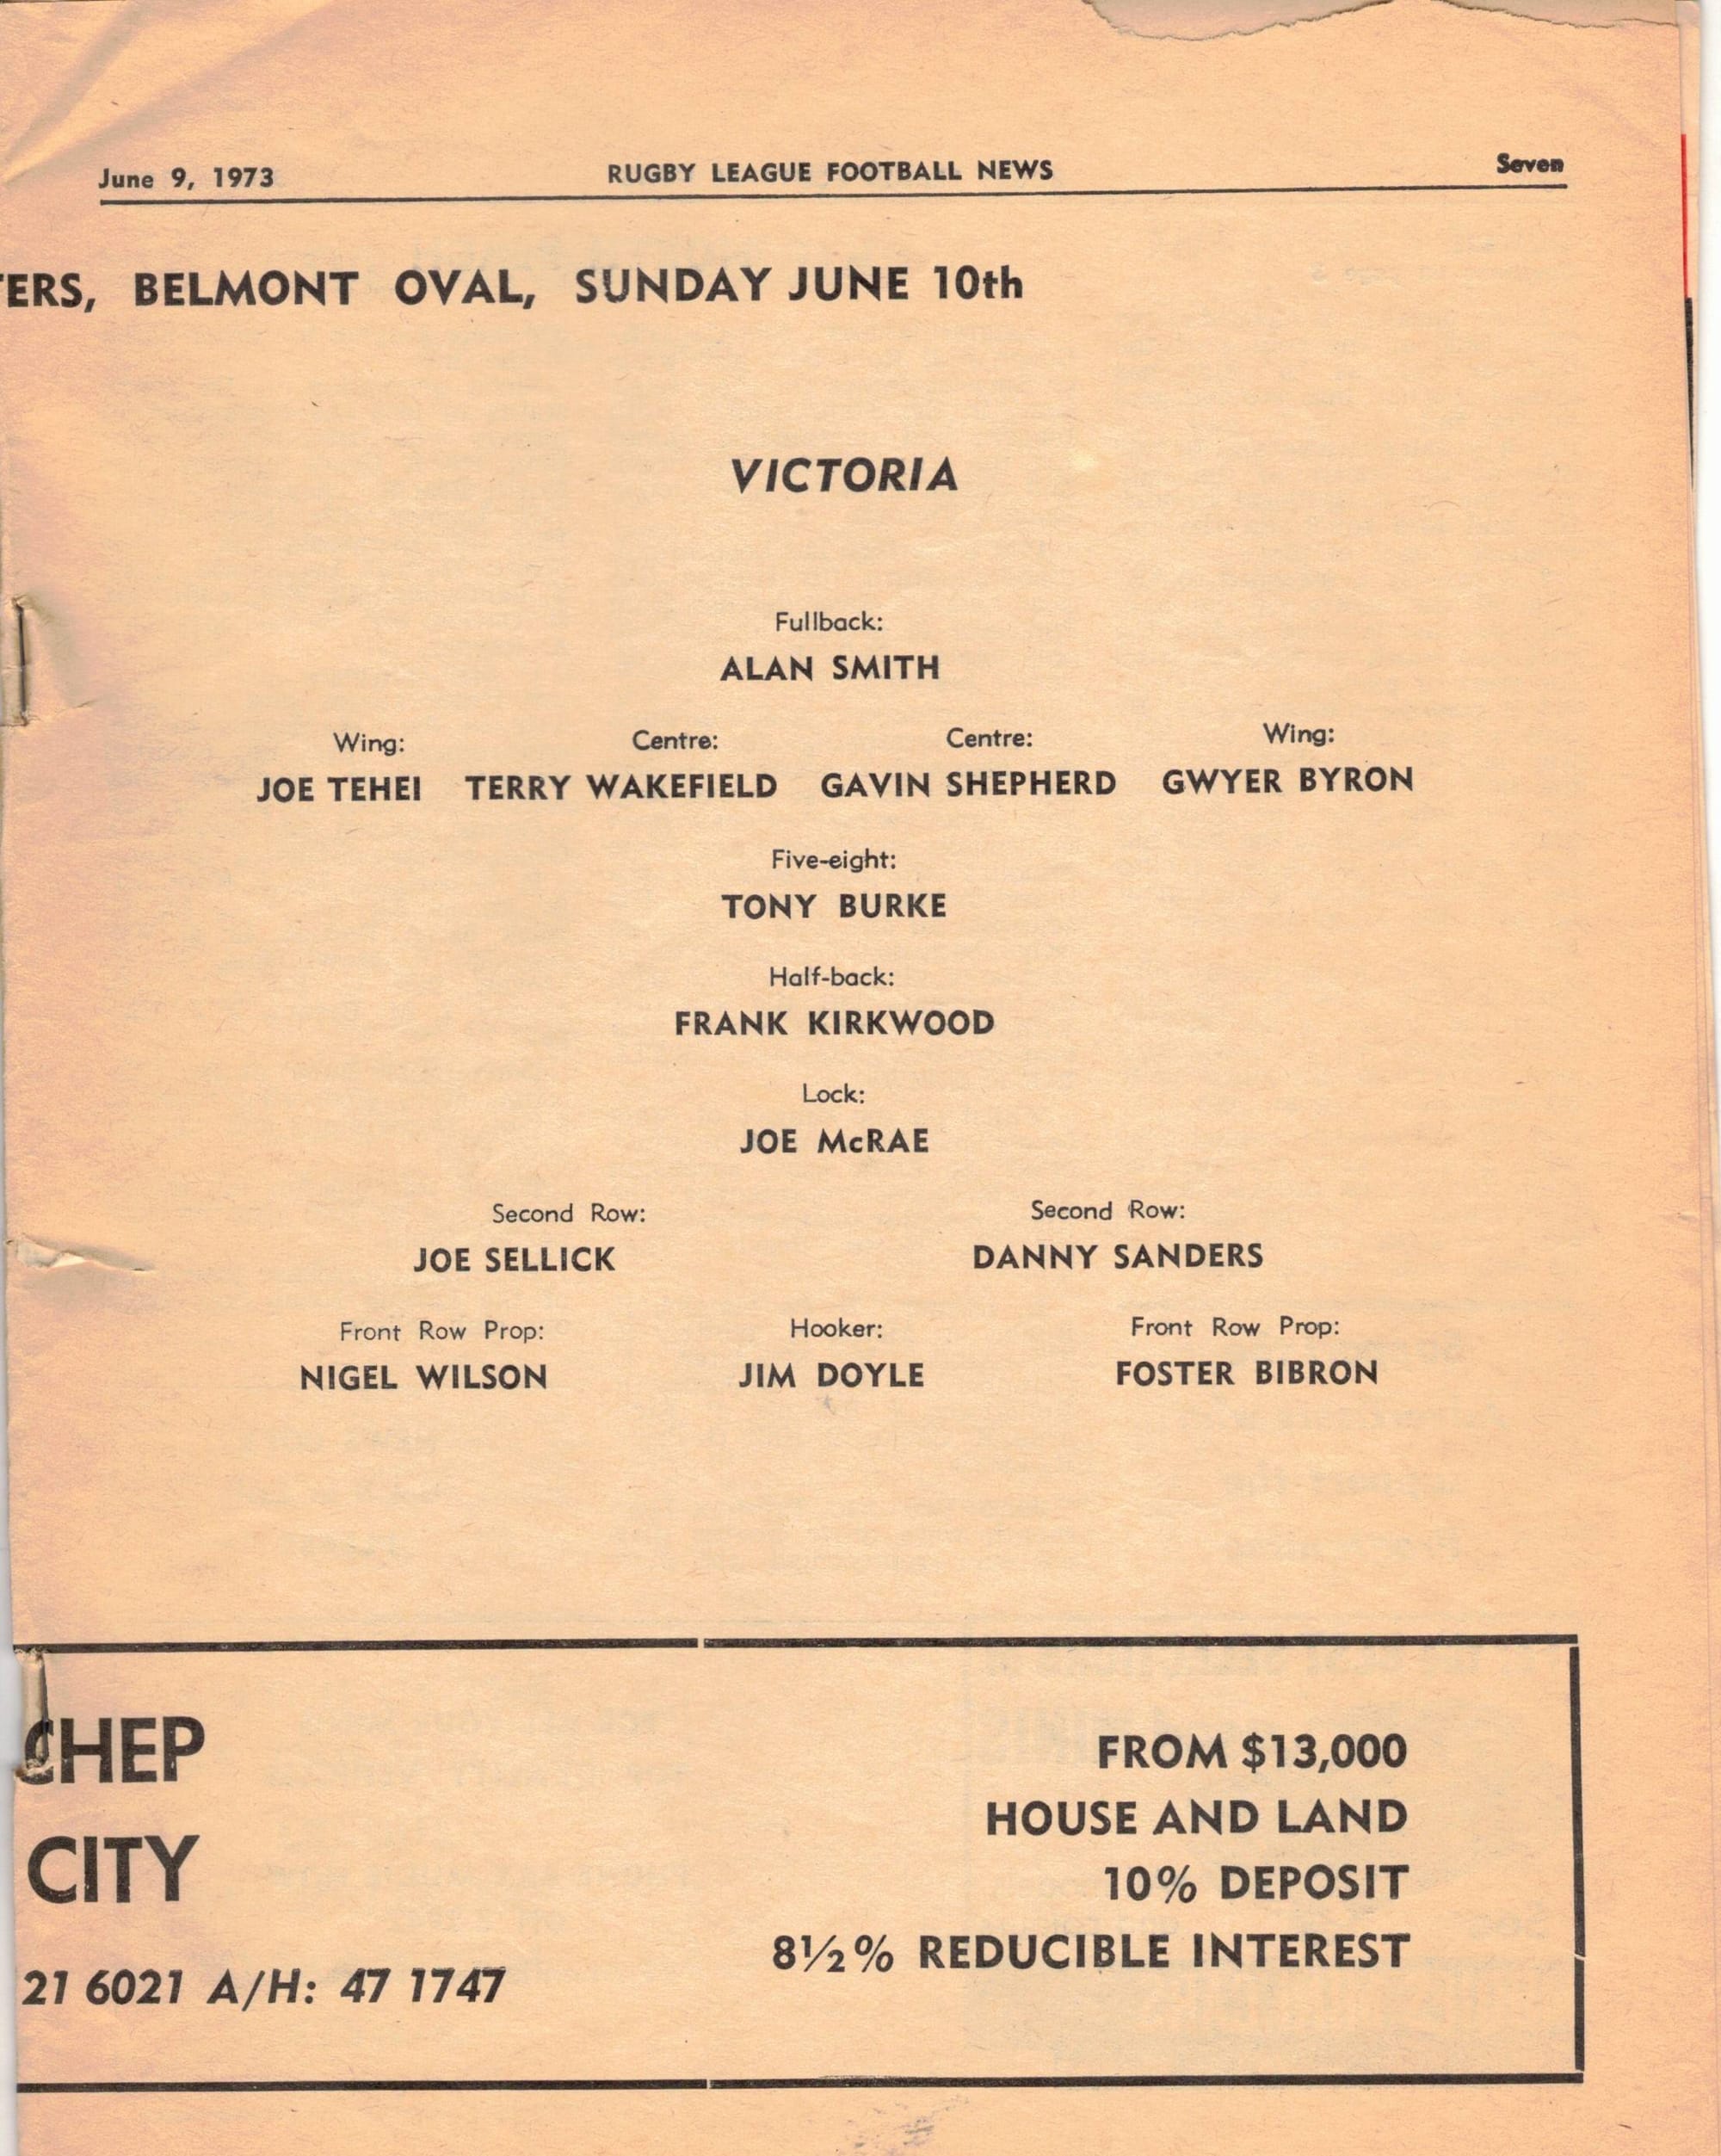 June 9, 1973 RUGBY LEAGUE FOOTBALL NEWS Seven
TERS, BELMONT OVAL, SUNDAY JUNE 10th
VICTORIA
Fullback:
ALAN SMITH
Wing: Centre: Centre: Wing:
JOE TEHEI TERRY WAKEFIELD GAVIN SHEPHERD GWYER BYRON
Five-eight:
TONY BURKE
Half-back:
FRANK KIRKWOOD
Lock:
JOE McRAE
Second Row: Second Row:
JOE SELLICK DANNY SANDERS
Front Row Prop: Hooker: Front Row Prop:
NIGEL WILSON JIM DOYLE FOSTER BIBRON
CHEP
CITY
21 6021 A/H: 47 1747
FROM $13,000
HOUSE AND LAND
10% DEPOSIT
8½% REDUCIBLE INTEREST